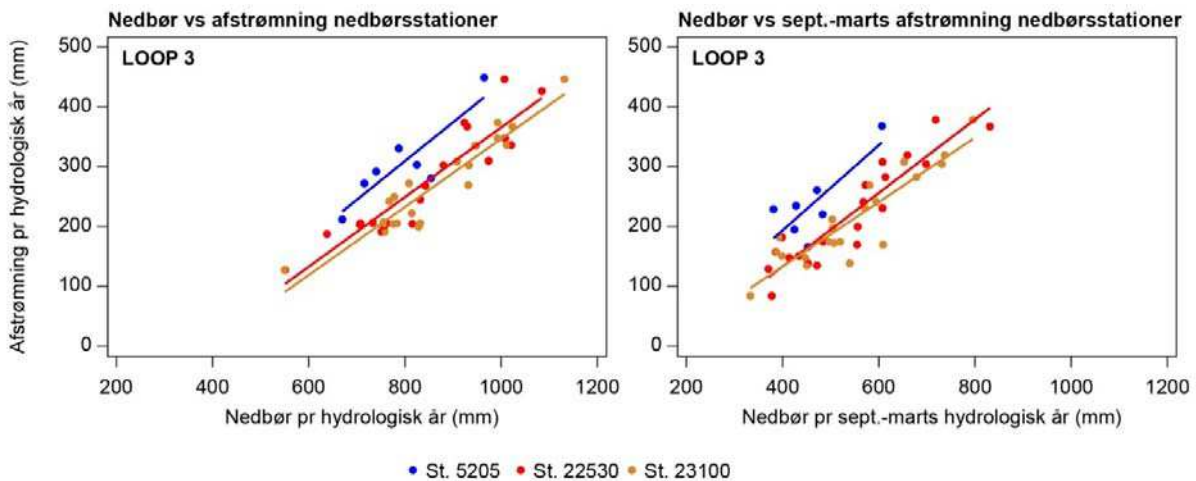 Nedbør vs afstrømning nedbørsstationer
Afstrømning pr hydrologisk år (mm)
LOOP 3
500
400
300
200
100
0
200 400 600 800 1000 1200
Nedbør pr hydrologisk år (mm)
Nedbør vs sept.-marts afstrømning nedbørsstationer
LOOP 3
500
400
300
200
100
0
200 400 600 800 1000 1200
Nedbør pr sept.-marts hydrologisk år (mm)
St. 5205 St. 22530 St. 23100